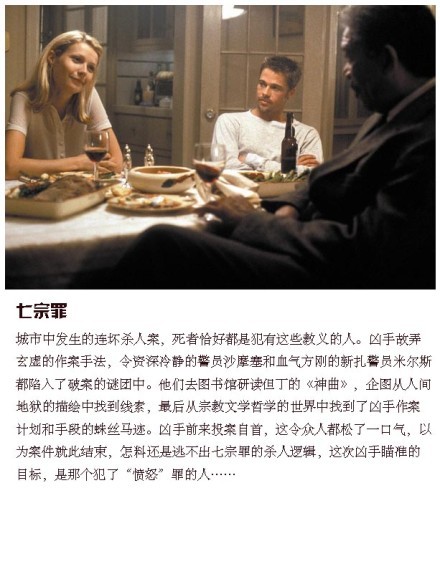 七宗罪
城市中发生的连环杀人案，死者恰好都是犯有这些教义的人。凶手故弄
玄虚的作案手法，令资深冷静的警员沙摩塞和血气方刚的新扎警员米尔斯
都陷入了破案的谜团中。他们去图书馆研读但丁的《神曲》，企图从人间
地狱的描绘中找到线索，最后从宗教文学哲学的世界中找到了凶手作案
计划和手段的蛛丝马迹。凶手前来投案自首，这令众人都松了一口气，以
为案件就此结束，怎料还是逃不出七宗罪的杀人逻辑，这次凶手瞄准的
目标，是那个犯了“愤怒”罪的人……